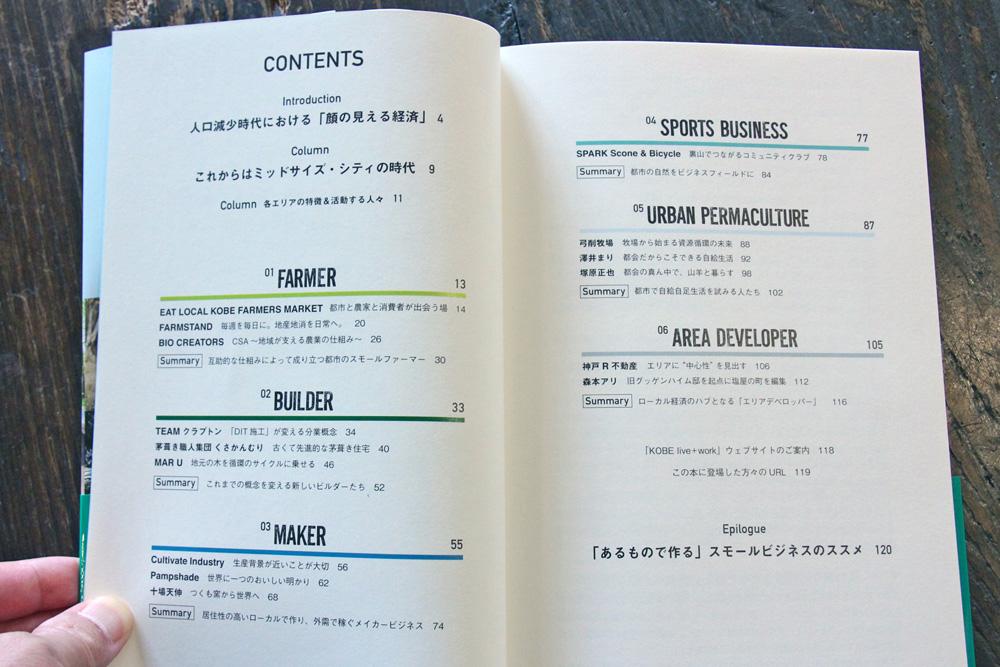 CONTENTS
Introduction
人口減少時代における「顔の見える経済」 4
Column
これからはミッドサイズ・シティの時代 9
Column 各エリアの特徴＆活動する人々 11
01 FARMER 13
EAT LOCAL KOBE FARMERS MARKET 都市と農家と消費者が出会う場 14
FARMSTAND 毎週を毎日に。地産地消を日常へ。 20
BIO CREATORS CSA〜地域が支える農業の仕組み〜 26
Summary 互助的な仕組みによって成り立つ都市のスモールファーマー 30
02 BUILDER 33
TEAM クラプトン 「DIT 施工」が変える分業概念 34
茅葺き職人集団 くさかんむり 古くて先進的な茅葺き住宅 40
MAR U 地元の木を循環のサイクルに乗せる 46
Summary これまでの概念を変える新しいビルダーたち 52
03 MAKER 55
Cultivate Industry 生産背景が近いことが大切 56
Pampshade 世界に一つのおいしい明かり 62
十場天伸 つくも窯から世界へ 68
Summary 居住性の高いローカルで作り、外需で稼ぐメイカービジネス 74
04 SPORTS BUSINESS 77
SPARK Scone & Bicycle 裏山でつながるコミュニティクラブ 78
Summary 都市の自然をビジネスフィールドに 84
05 URBAN PERMACULTURE 87
弓削牧場 牧場から始まる資源循環の未来 88
澤井まり 都会だからこそできる自給生活 92
塚原正也 都会の真ん中で、山羊と暮らす 98
Summary 都市で自給自足生活を試みる人たち 102
06 AREA DEVELOPER 105
神戸 R 不動産 エリアに "中心性" を見出す 106
森本アリ 旧グッゲンハイム邸を起点に塩屋の町を編集 112
Summary ローカル経済のハブとなる「エリアデベロッパー」 116
「KOBE live+work」ウェブサイトのご案内 118
この本に登場した方々の URL 119
Epilogue
「あるもので作る」スモールビジネスのススメ 120